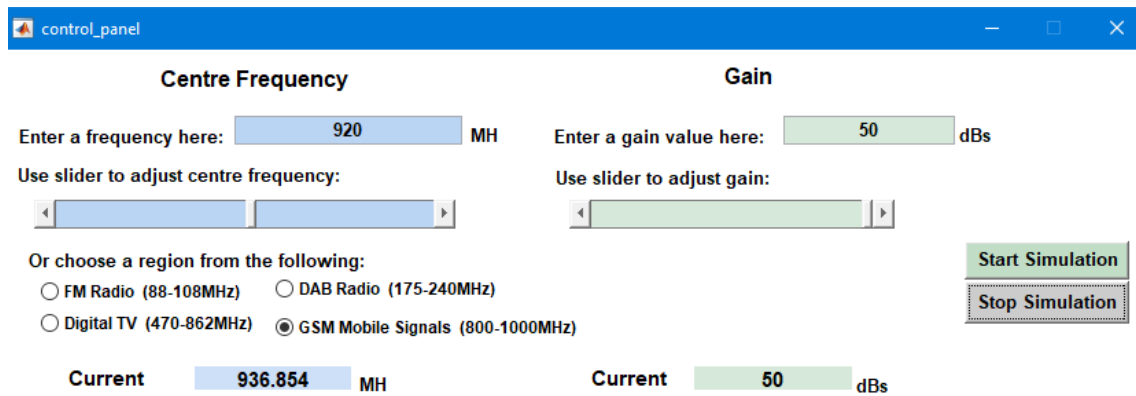 control_panel
Centre Frequency
Gain
Enter a frequency here: 920 MH
Enter a gain value here: 50 dBs
Use slider to adjust centre frequency:
Use slider to adjust gain:
Or choose a region from the following:
FM Radio (88-108MHz)
DAB Radio (175-240MHz)
Digital TV (470-862MHz)
GSM Mobile Signals (800-1000MHz)
Start Simulation
Stop Simulation
Current 936.854 MH
Current 50 dBs